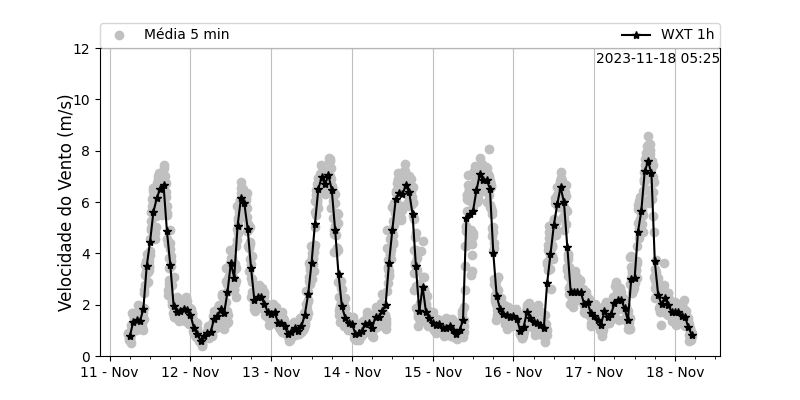 Média 5 min
WXT 1h
2023-11-18 05:25
Velocidade do Vento (m/s)
12
10
8
6
4
2
0
11 - Nov
12 - Nov
13 - Nov
14 - Nov
15 - Nov
16 - Nov
17 - Nov
18 - Nov